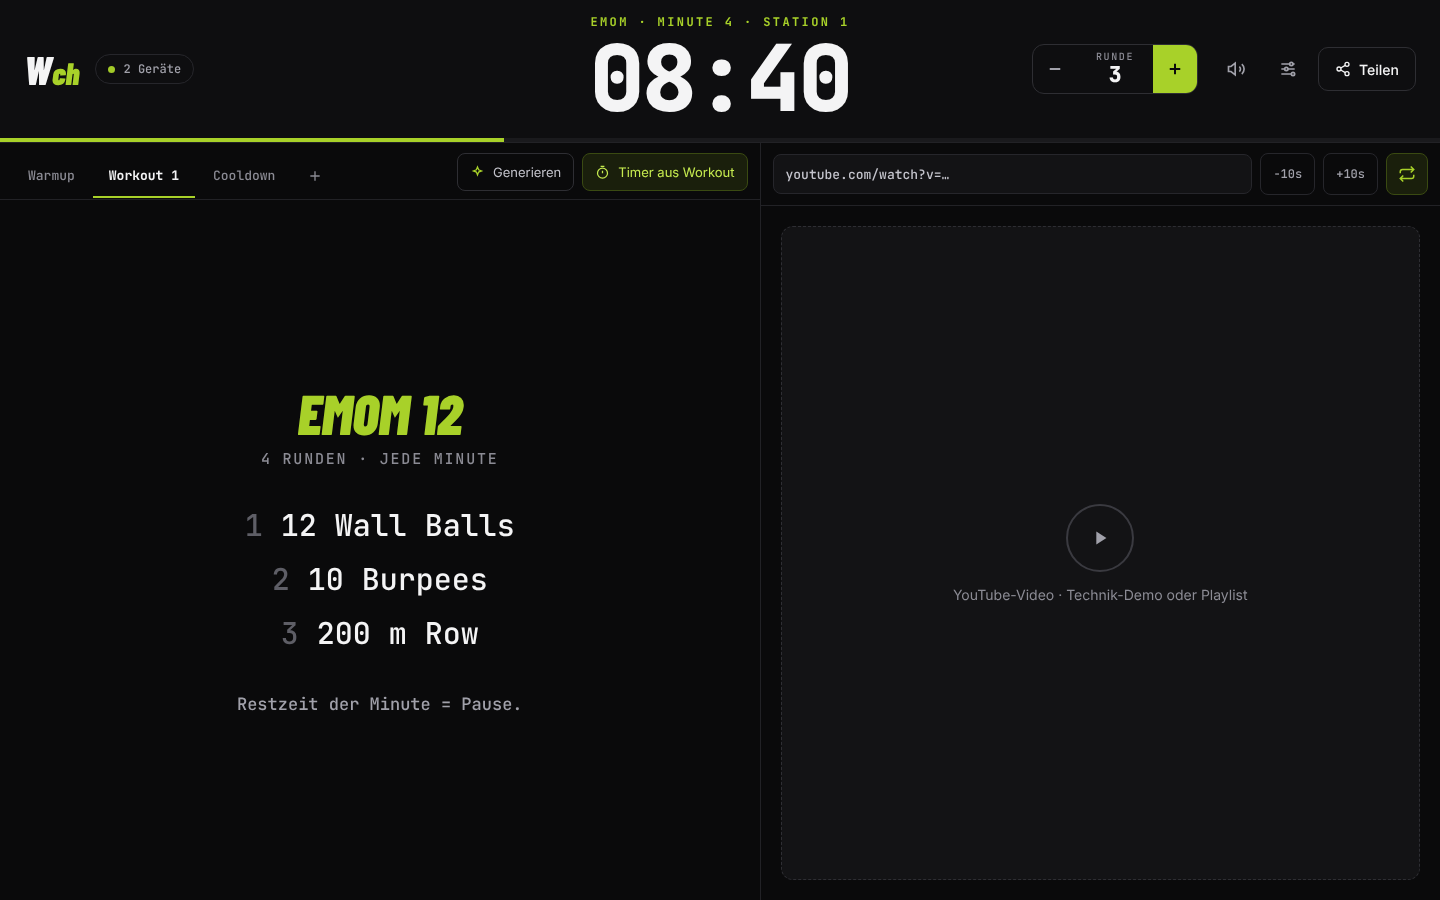 EMOM · MINUTE 4 · STATION 1
Wch
2 Geräte
08:40
RUNDE
− 3 +
Teilen
Warmup
Workout 1
Cooldown
+
Generieren
Timer aus Workout
youtube.com/watch?v=…
-10s
+10s
EMOM 12
4 RUNDEN · JEDE MINUTE
1 12 Wall Balls
2 10 Burpees
3 200 m Row
Restzeit der Minute = Pause.
YouTube-Video · Technik-Demo oder Playlist